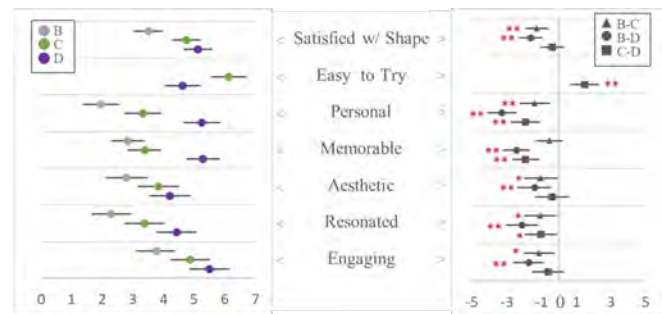 B
C
D
Satisfied w/ Shape
Easy to Try
Personal
Memorable
Aesthetic
Resonated
Engaging
B-C
B-D
C-D
< >
< >
< >
< >
< >
< >
< >
**
**
**
**
**
**
**
**
*
**
*
**
*
*
**
0 1 2 3 4 5 6 7
-5 -3 -1 0 1 3 5